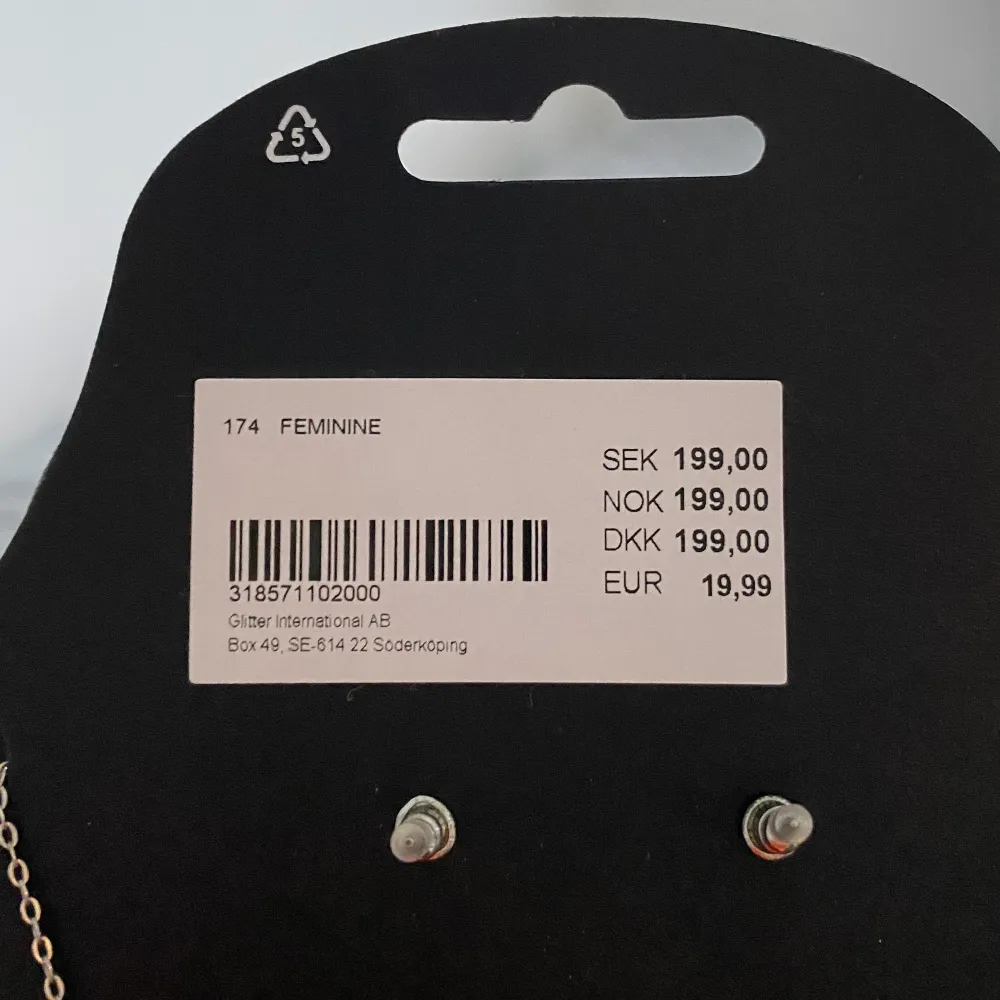 5
174 FEMININE
SEK 199,00
NOK 199,00
DKK 199,00
EUR 19,99
318571102000
Glitter International AB
Box 49, SE-614 22 Söderköping